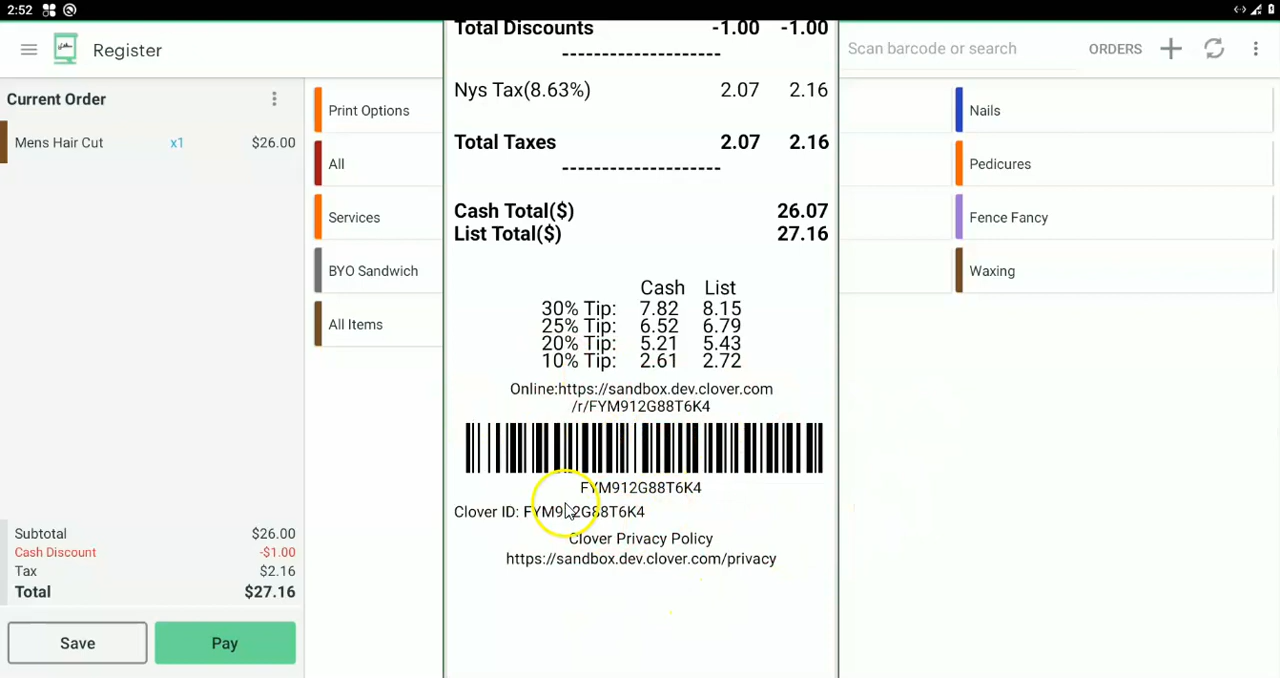 2:52
Register
Scan barcode or search
ORDERS
Current Order
Mens Hair Cut x1 $26.00
Subtotal $26.00
Cash Discount -$1.00
Tax $2.16
Total $27.16
Save
Pay
Print Options
All
Services
BYO Sandwich
All Items
Total Discounts -1.00 -1.00
--------------------
Nys Tax(8.63%) 2.07 2.16
Total Taxes 2.07 2.16
--------------------
Cash Total($) 26.07
List Total($) 27.16
Cash List
30% Tip: 7.82 8.15
25% Tip: 6.52 6.79
20% Tip: 5.21 5.43
10% Tip: 2.61 2.72
Online:https://sandbox.dev.clover.com
/r/FYM912G88T6K4
FYM912G88T6K4
Clover ID: FYM912G88T6K4
Clover Privacy Policy
https://sandbox.dev.clover.com/privacy
Nails
Pedicures
Fence Fancy
Waxing